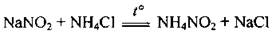 NaNO₂ + NH₄Cl ⇌ t° NH₄NO₂ + NaCl